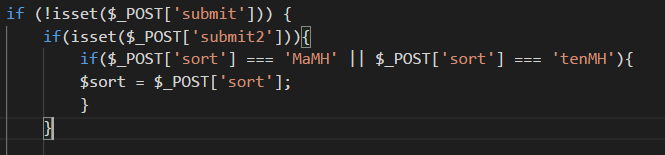 if (!isset($_POST['submit'])) {
if(isset($_POST['submit2'])){
if($_POST['sort'] === 'MaMH' || $_POST['sort'] === 'tenMH'){
$sort = $_POST['sort'];
}
}